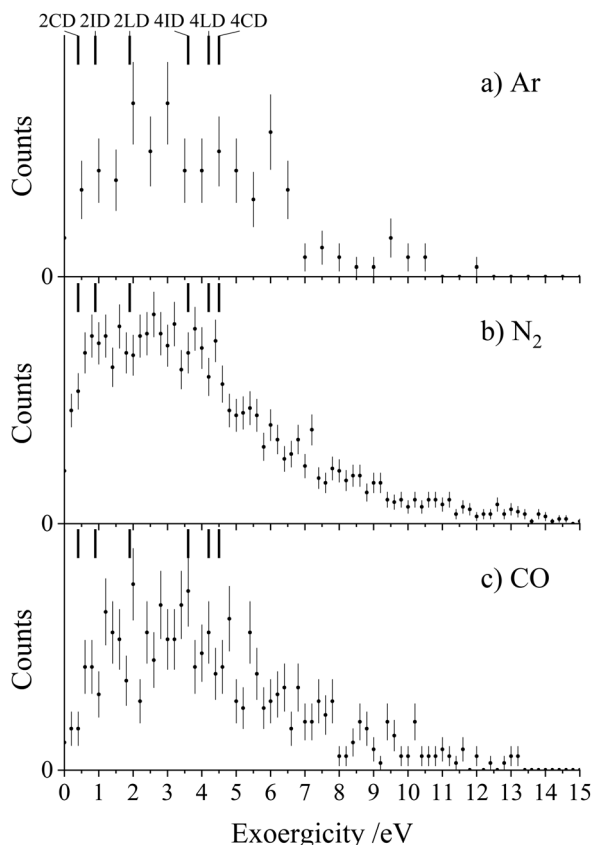 2CD 2ID 2LD 4ID 4LD 4CD
a) Ar
Counts
0
b) N₂
Counts
0
c) CO
Counts
0
0 1 2 3 4 5 6 7 8 9 10 11 12 13 14 15
Exoergicity /eV